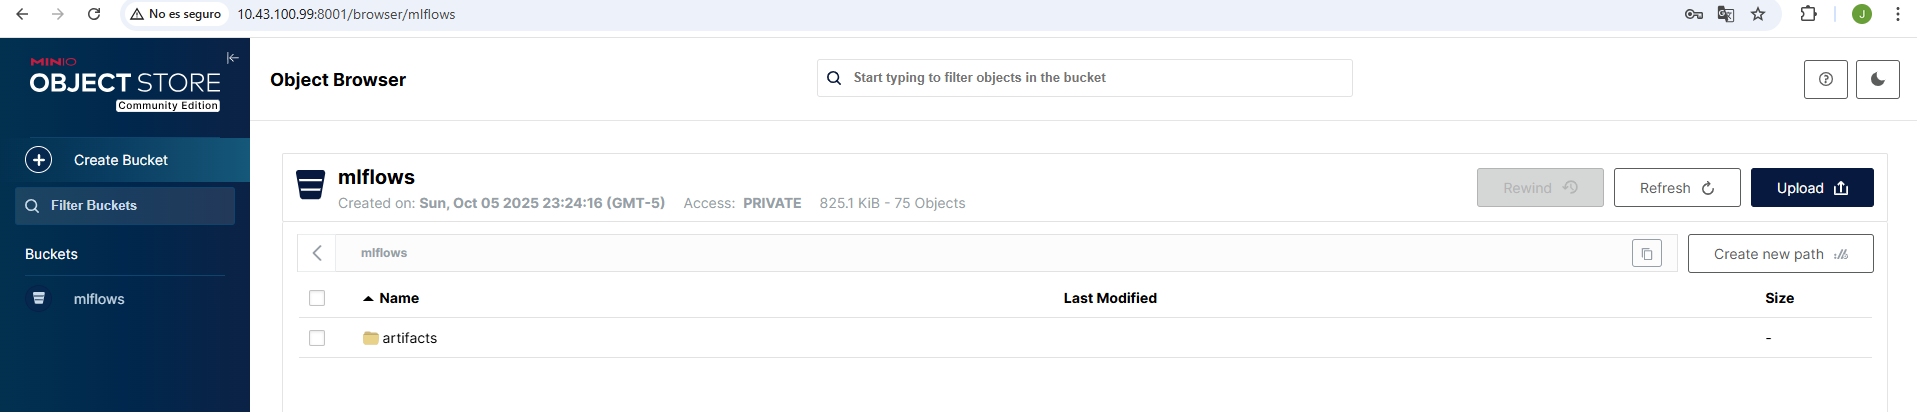 No es seguro 10.43.100.99:8001/browser/mlflows J
MINIO
OBJECT STORE
Community Edition
Object Browser
Start typing to filter objects in the bucket
Create Bucket
Filter Buckets
Buckets
mlflows
mlflows
Created on: Sun, Oct 05 2025 23:24:16 (GMT-5) Access: PRIVATE 825.1 KiB - 75 Objects
Rewind Refresh Upload
mlflows
Create new path
Name Last Modified Size
artifacts -